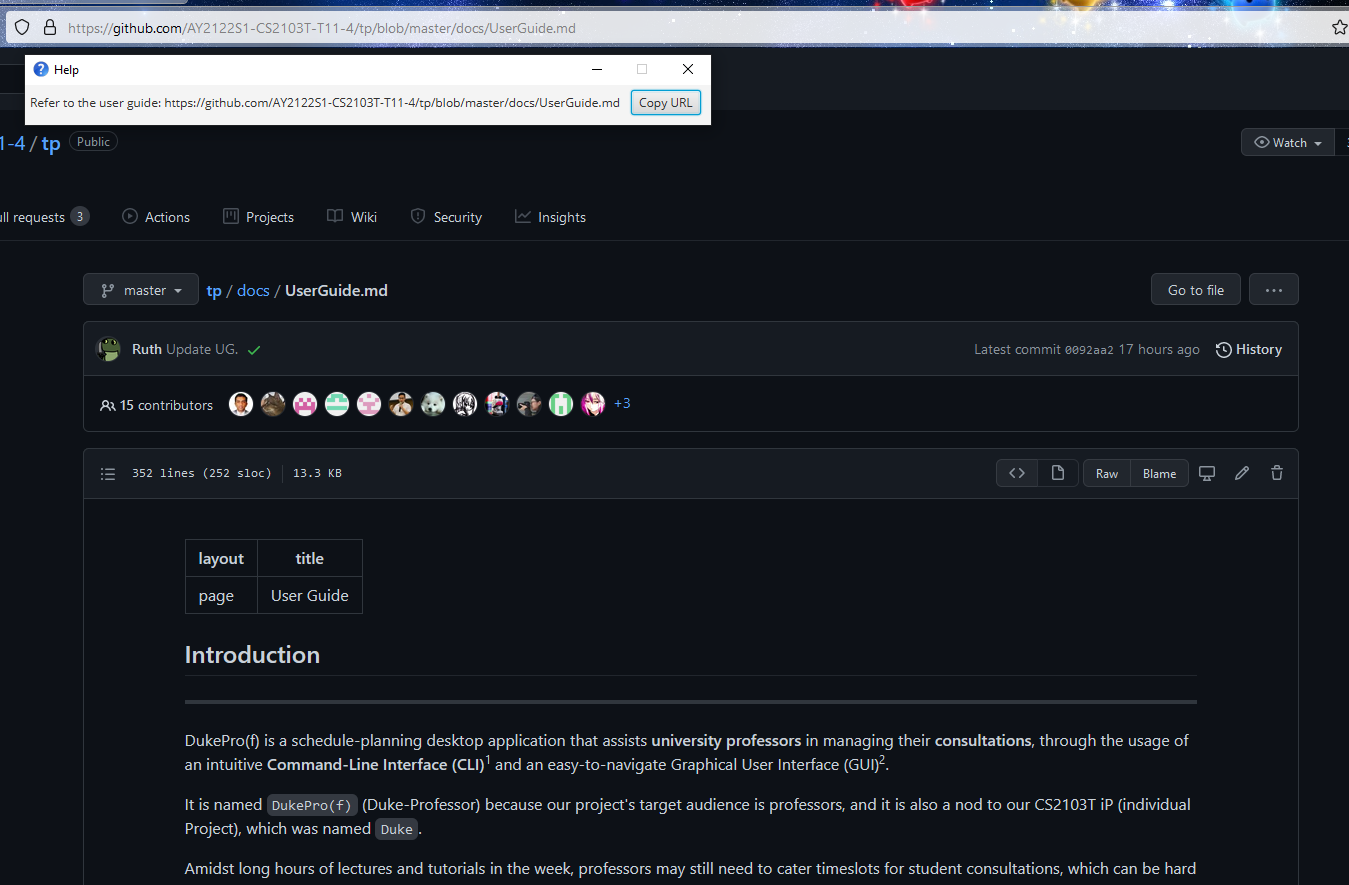 https://github.com/AY2122S1-CS2103T-T11-4/tp/blob/master/docs/UserGuide.md
Help
Refer to the user guide: https://github.com/AY2122S1-CS2103T-T11-4/tp/blob/master/docs/UserGuide.md Copy URL
1-4 / tp Public
Watch
ull requests 3 Actions Projects Wiki Security Insights
master tp / docs / UserGuide.md Go to file ...
Ruth Update UG. Latest commit 0092aa2 17 hours ago History
15 contributors +3
352 lines (252 sloc) 13.3 KB Raw Blame
layout title
page User Guide
Introduction
DukePro(f) is a schedule-planning desktop application that assists university professors in managing their consultations, through the usage of
an intuitive Command-Line Interface (CLI)1 and an easy-to-navigate Graphical User Interface (GUI)2.
It is named DukePro(f) (Duke-Professor) because our project's target audience is professors, and it is also a nod to our CS2103T iP (individual
Project), which was named Duke.
Amidst long hours of lectures and tutorials in the week, professors may still need to cater timeslots for student consultations, which can be hard